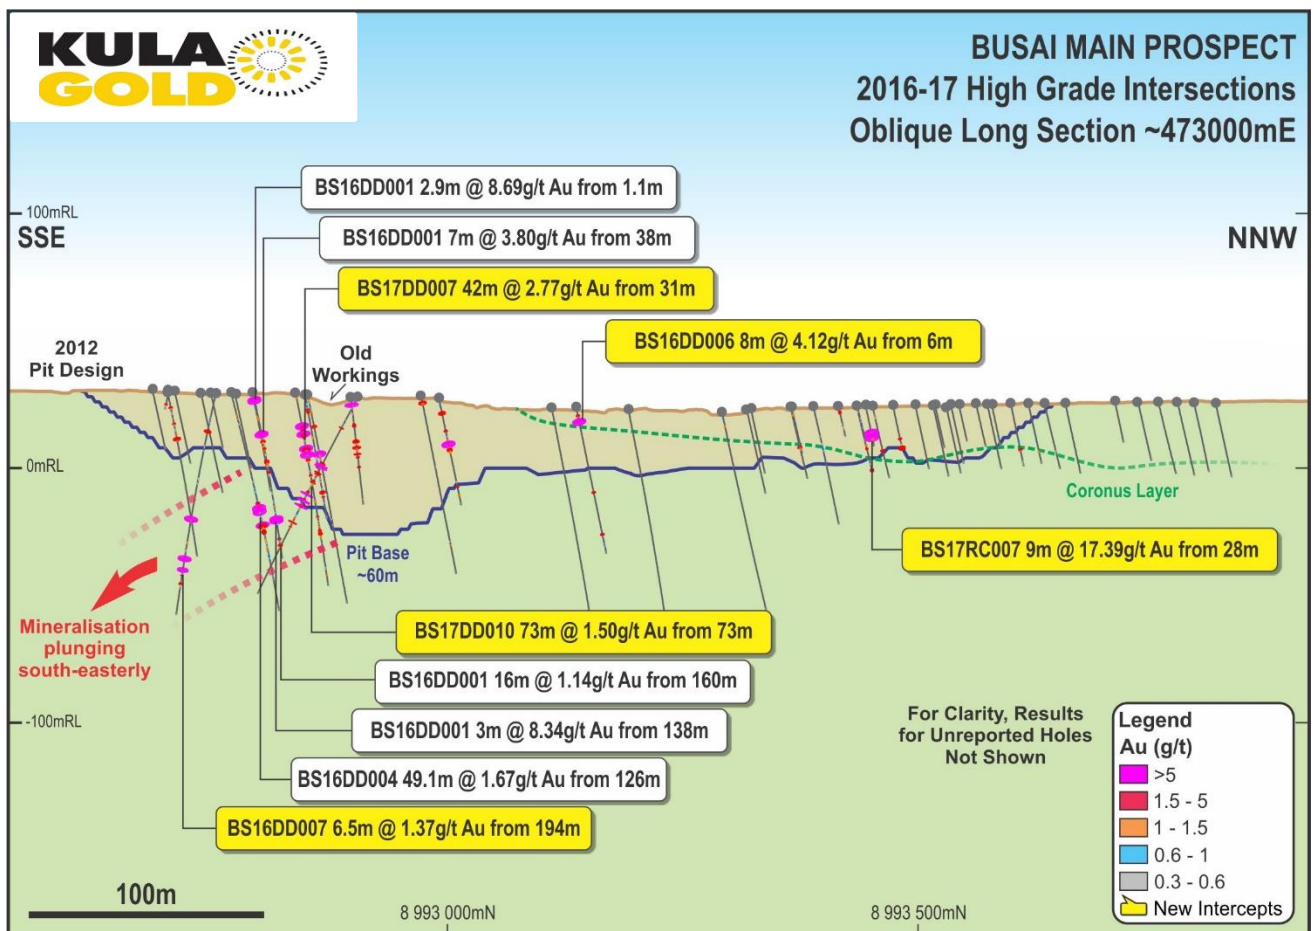 KULA
GOLD
BUSAI MAIN PROSPECT
2016-17 High Grade Intersections
Oblique Long Section ~473000mE
BS16DD001 2.9m @ 8.69g/t Au from 1.1m
100mRL
SSE
BS16DD001 7m @ 3.80g/t Au from 38m
NNW
BS17DD007 42m @ 2.77g/t Au from 31m
BS16DD006 8m @ 4.12g/t Au from 6m
2012
Pit Design
Old
Workings
0mRL
Coronus Layer
Pit Base
~60m
BS17RC007 9m @ 17.39g/t Au from 28m
Mineralisation
plunging
south-easterly
BS17DD010 73m @ 1.50g/t Au from 73m
BS16DD001 16m @ 1.14g/t Au from 160m
-100mRL
BS16DD001 3m @ 8.34g/t Au from 138m
For Clarity, Results
for Unreported Holes
Not Shown
BS16DD004 49.1m @ 1.67g/t Au from 126m
BS16DD007 6.5m @ 1.37g/t Au from 194m
Legend
Au (g/t)
>5
1.5 - 5
1 - 1.5
0.6 - 1
0.3 - 0.6
New Intercepts
100m
8 993 000mN
8 993 500mN